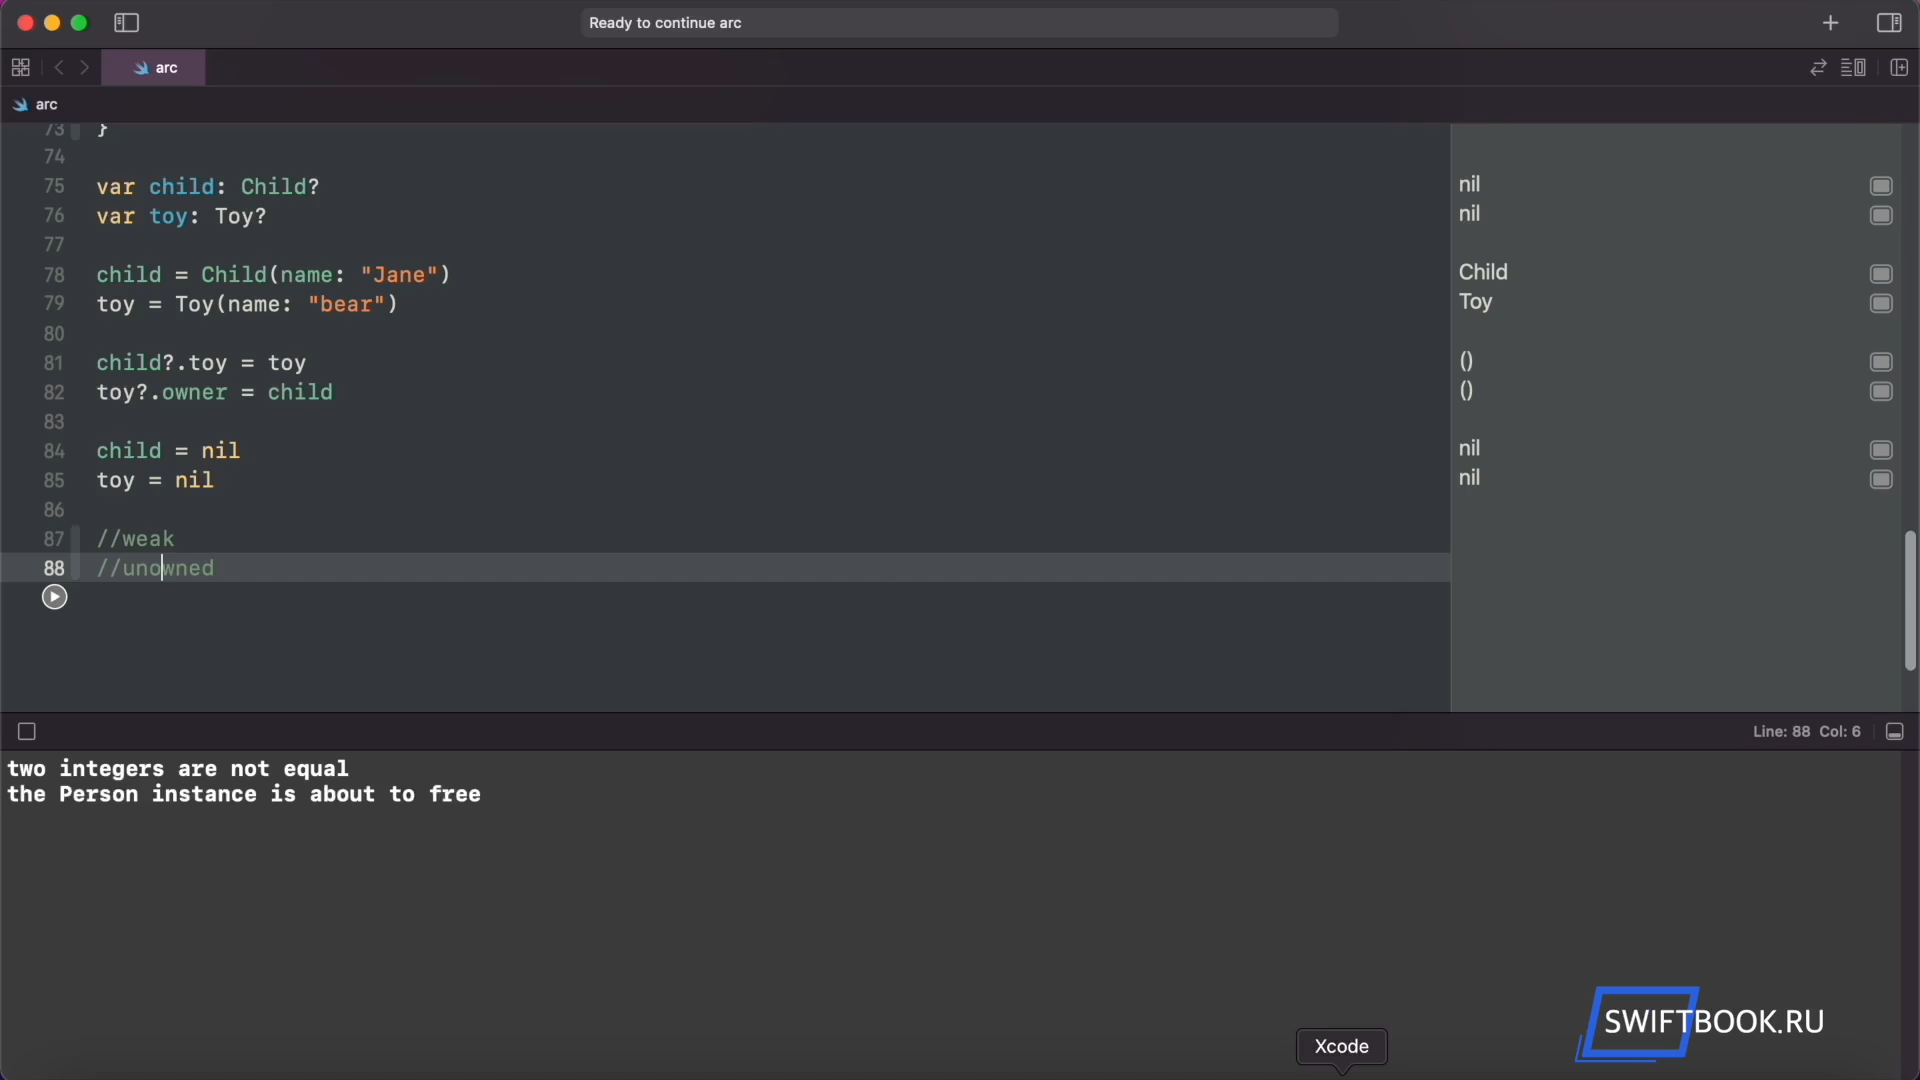 Ready to continue arc
arc
arc
73 }
74
75 var child: Child?
76 var toy: Toy?
77
78 child = Child(name: "Jane")
79 toy = Toy(name: "bear")
80
81 child?.toy = toy
82 toy?.owner = child
83
84 child = nil
85 toy = nil
86
87 //weak
88 //unowned
nil
nil
Child
Toy
()
()
nil
nil
Line: 88 Col: 6
two integers are not equal
the Person instance is about to free
SWIFTBOOK.RU
Xcode